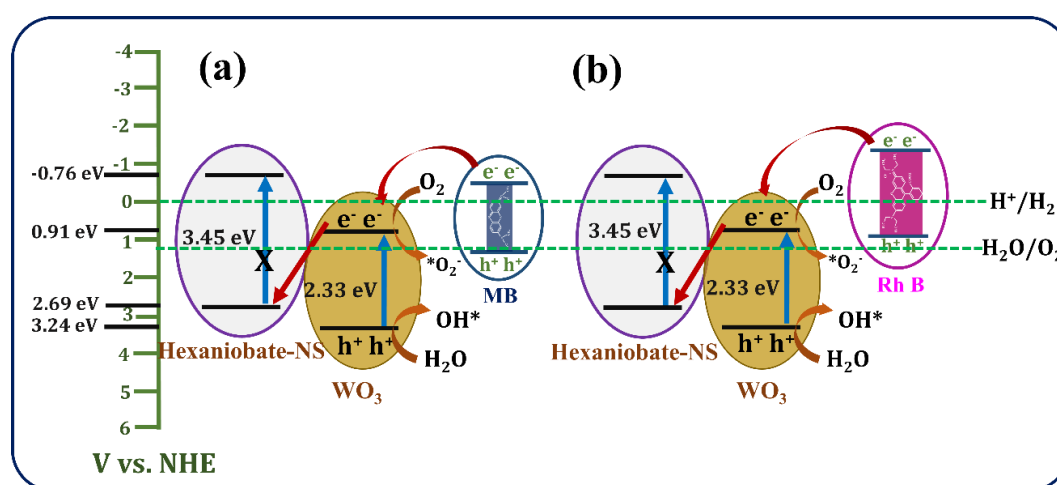 (a)
(b)
-4
-3
-2
-1
0
1
2
3
4
5
6
-0.76 eV
0.91 eV
2.69 eV
3.24 eV
V vs. NHE
3.45 eV
X
Hexaniobate-NS
e⁻ e⁻
2.33 eV
h⁺ h⁺
WO₃
O₂
*O₂⁻
OH*
H₂O
e⁻ e⁻
h⁺ h⁺
MB
3.45 eV
X
Hexaniobate-NS
e⁻ e⁻
2.33 eV
h⁺ h⁺
WO₃
O₂
*O₂⁻
OH*
H₂O
e⁻ e⁻
h⁺ h⁺
Rh B
H⁺/H₂
H₂O/O₂